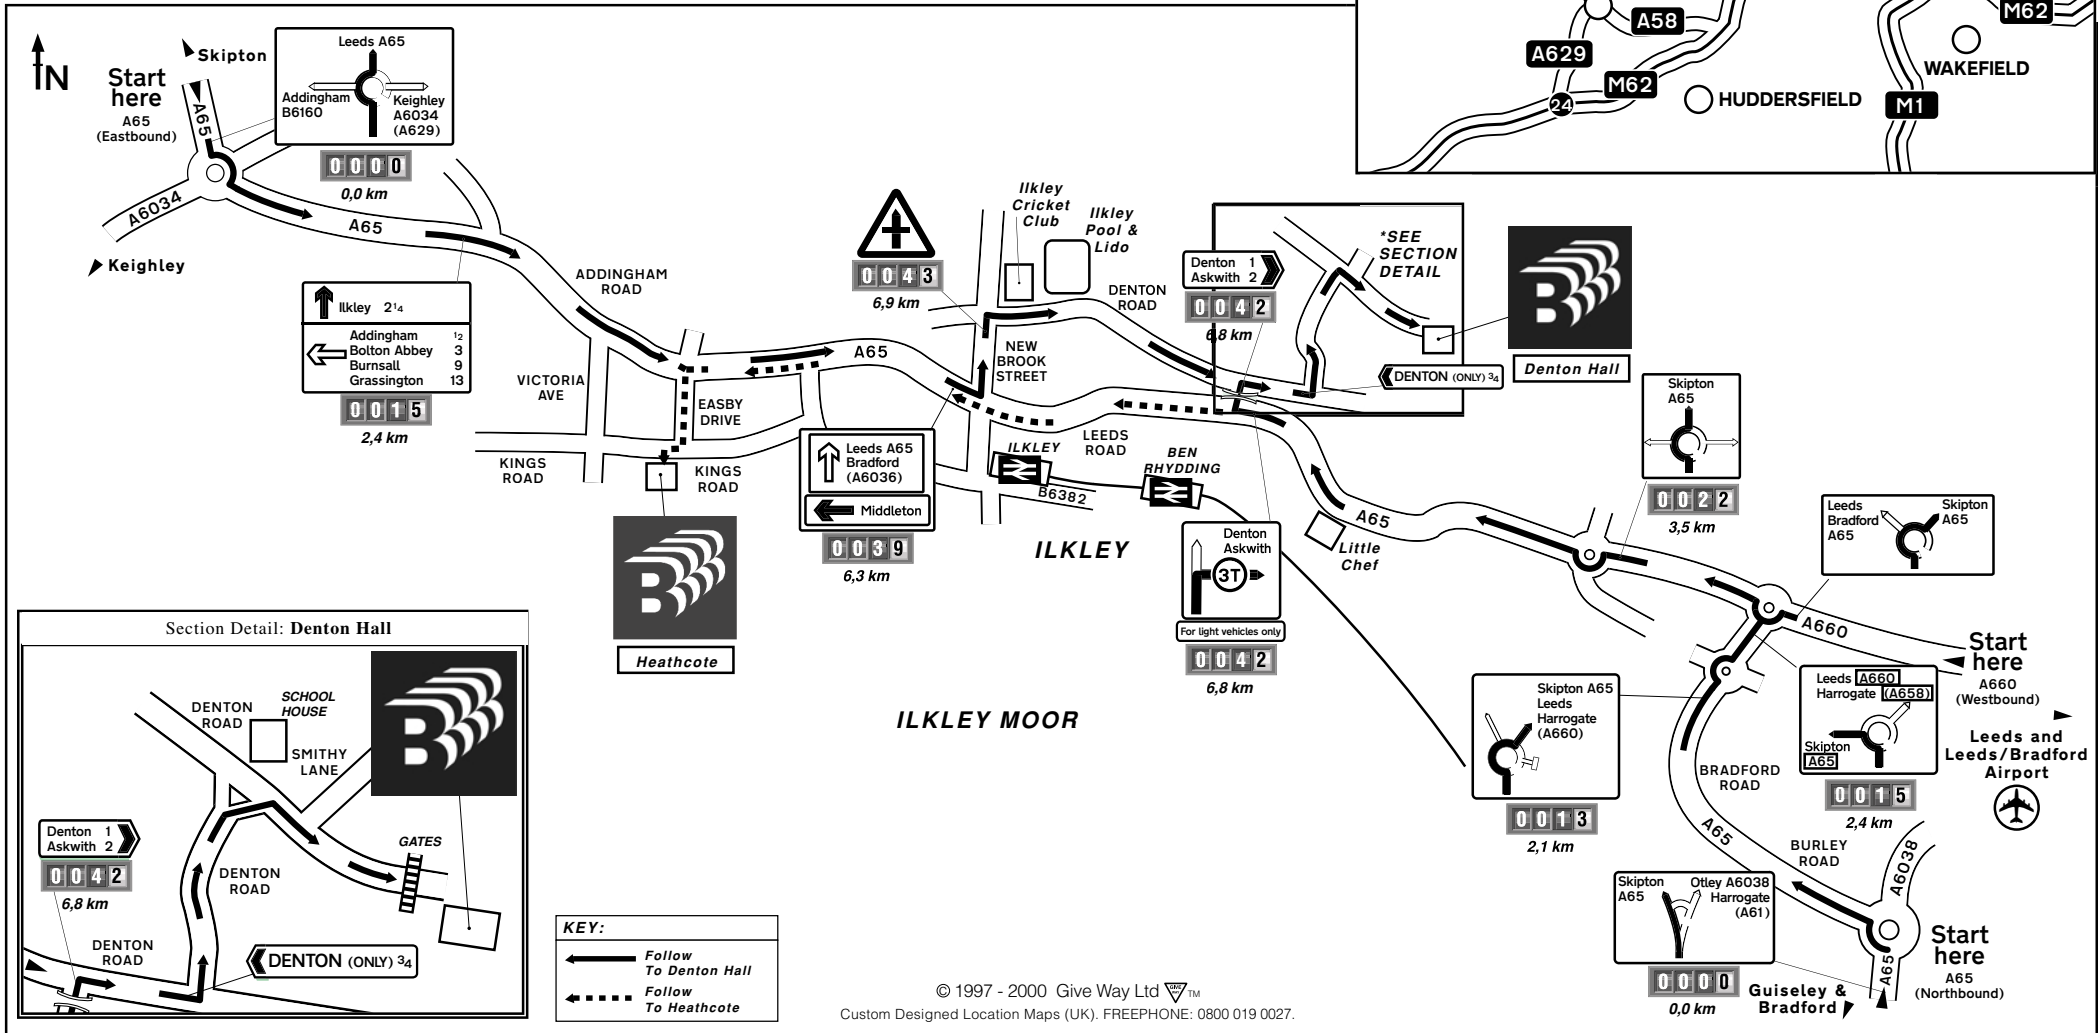 N
Skipton
Start
here
A65
(Eastbound)
A65
Leeds A65
Addingham
B6160
Keighley
A6034
(A629)
0000
0,0 km
A6034
Keighley
A65
Ilkley 2¼
Addingham ½
Bolton Abbey 3
Burnsall 9
Grassington 13
0015
2,4 km
ADDINGHAM
ROAD
VICTORIA
AVE
KINGS
ROAD
EASBY
DRIVE
KINGS
ROAD
B
Heathcote
A65
0043
6,9 km
Ilkley
Cricket
Club
Ilkley
Pool &
Lido
NEW
BROOK
STREET
DENTON
ROAD
Leeds A65
Bradford
(A6036)
Middleton
0039
6,3 km
LEEDS
ROAD
ILKLEY
BEN
RHYDDING
B6382
ILKLEY
ILKLEY MOOR
Denton 1
Askwith 2
0042
6,8 km
*SEE
SECTION
DETAIL
DENTON (ONLY) ¾
B
Denton Hall
Denton
Askwith
3T
For light vehicles only
0042
6,8 km
Little
Chef
A65
Skipton
A65
0022
3,5 km
Leeds
Bradford
A65
Skipton
A65
A660
Start
here
A660
(Westbound)
Leeds and
Leeds/Bradford
Airport
Leeds A660
Harrogate (A658)
Skipton
A65
0015
2,4 km
Skipton A65
Leeds
Harrogate
(A660)
0013
2,1 km
BRADFORD
ROAD
A65
BURLEY
ROAD
A6038
Skipton
A65
Otley A6038
Harrogate
(A61)
0000
0,0 km
A65
Start
here
A65
(Northbound)
Guiseley &
Bradford
A58
A629
M62
24
HUDDERSFIELD
M62
WAKEFIELD
M1
Section Detail: Denton Hall
DENTON
ROAD
SCHOOL
HOUSE
SMITHY
LANE
B
Denton 1
Askwith 2
0042
6,8 km
DENTON
ROAD
GATES
DENTON
ROAD
DENTON (ONLY) ¾
KEY:
Follow
To Denton Hall
Follow
To Heathcote
© 1997 - 2000 Give Way Ltd TM
Custom Designed Location Maps (UK). FREEPHONE: 0800 019 0027.